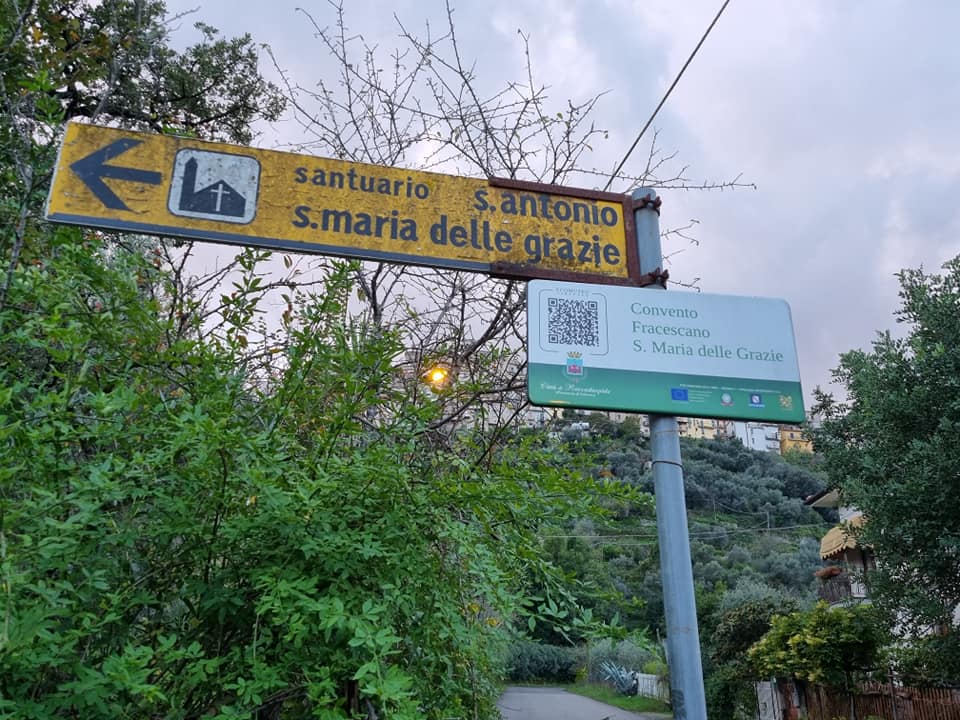 santuario s.antonio
s.maria delle grazie
Convento
Fracescano
S. Maria delle Grazie